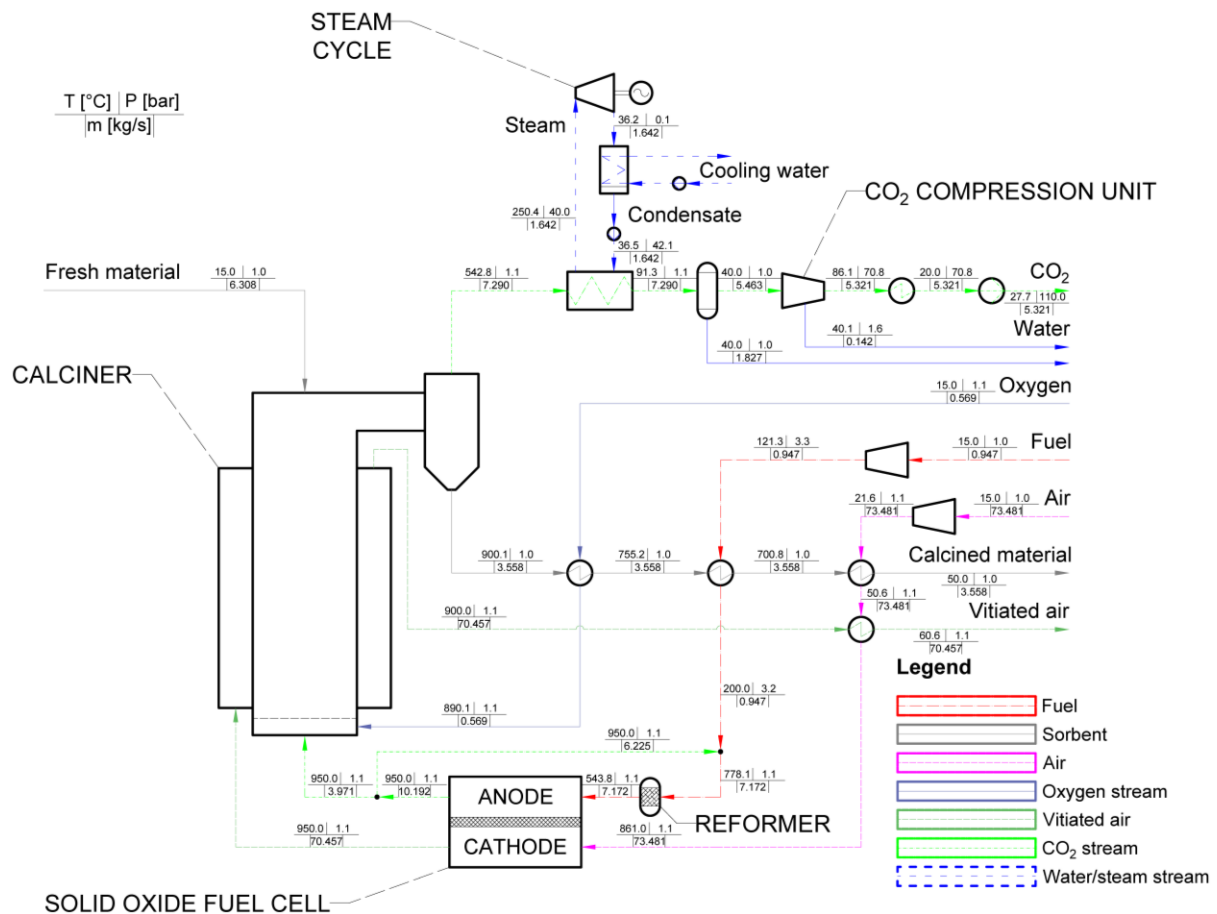 STEAM
CYCLE
T [°C] | P [bar]
m [kg/s]
Steam
36.2 | 0.1
1.642
Cooling water
CO₂ COMPRESSION UNIT
250.4 | 40.0
1.642
Condensate
36.5 | 42.1
1.642
Fresh material
15.0 | 1.0
6.308
542.8 | 1.1
7.290
91.3 | 1.1
7.290
40.0 | 1.0
5.463
86.1 | 70.8
5.321
20.0 | 70.8
5.321
CO₂
27.7 | 110.0
5.321
Water
40.1 | 1.6
0.142
40.0 | 1.0
1.827
CALCINER
15.0 | 1.1
0.569
Oxygen
121.3 | 3.3
0.947
15.0 | 1.0
0.947
Fuel
21.6 | 1.1
73.481
15.0 | 1.0
73.481
Air
900.1 | 1.0
3.558
755.2 | 1.0
3.558
700.8 | 1.0
3.558
Calcined material
50.0 | 1.0
3.558
50.6 | 1.1
73.481
Vitiated air
900.0 | 1.1
70.457
60.6 | 1.1
70.457
Legend
Fuel
Sorbent
Air
Oxygen stream
Vitiated air
CO₂ stream
Water/steam stream
200.0 | 3.2
0.947
890.1 | 1.1
0.569
950.0 | 1.1
6.225
950.0 | 1.1
3.971
950.0 | 1.1
10.192
ANODE
543.8 | 1.1
7.172
778.1 | 1.1
7.172
REFORMER
CATHODE
950.0 | 1.1
70.457
861.0 | 1.1
73.481
SOLID OXIDE FUEL CELL